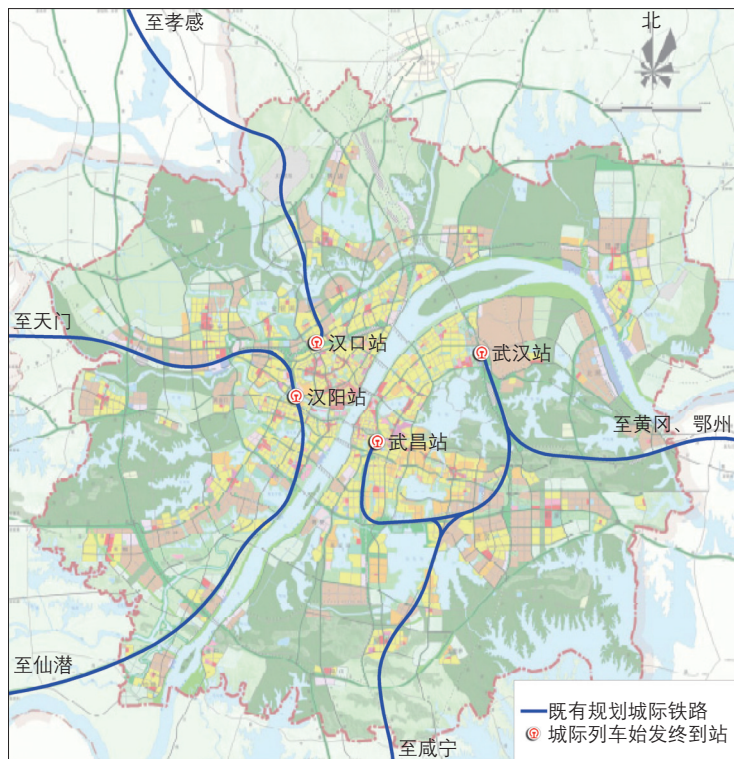 至孝感
北
至天门
汉口站
武汉站
汉阳站
至黄冈、鄂州
武昌站
至仙潜
至咸宁
既有规划城际铁路
城际列车始发终到站